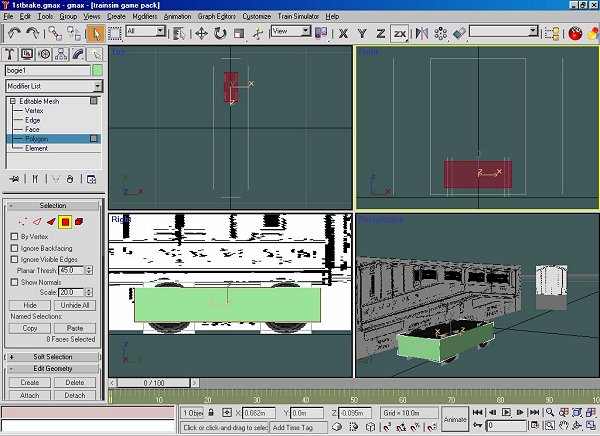 1stbrake.gmax - gmax - [trainsim game pack]
File Edit Tools Group Views Create Modifiers Animation Graph Editors Customize Train Simulator Help
All View X Y Z ZX
bogie1
Modifier List
Editable Mesh
Vertex
Edge
Face
Polygon
Element
Selection
By Vertex
Ignore Backfacing
Ignore Visible Edges
Planar Thresh: 45.0
Show Normals
Scale: 20.0
Hide Unhide All
Named Selections:
Copy Paste
8 Faces Selected
Soft Selection
Edit Geometry
Create Delete
Attach Detach
Top
Front
Right
Perspective
0 / 100
10 20 30 40 50 60 70 80 90 100
1 Objec X: 0.662m Y: 0.0m Z: -0.095m Grid = 10.0m
Click or click-and-drag to selec Add Time Tag
Animate
0